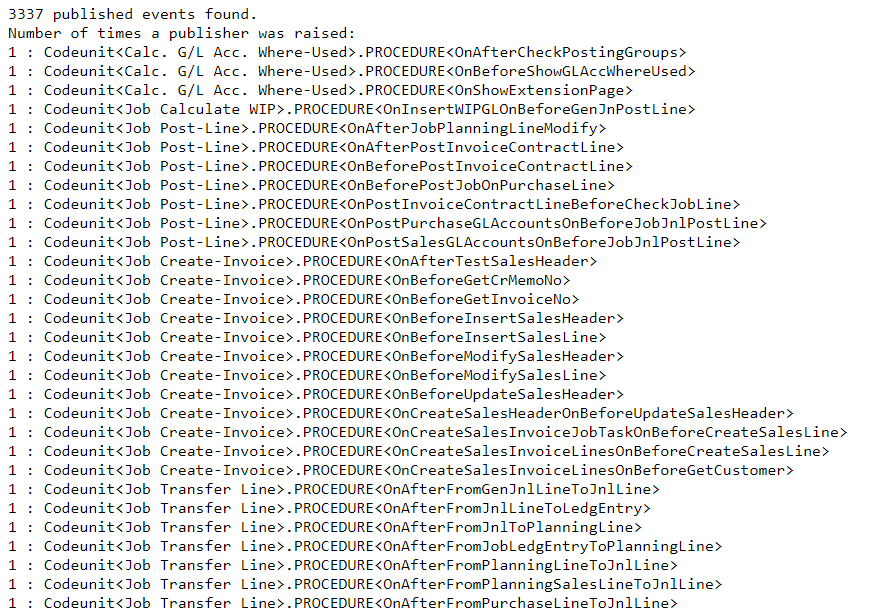 3337 published events found.
Number of times a publisher was raised:
1 : Codeunit<Calc. G/L Acc. Where-Used>.PROCEDURE<OnAfterCheckPostingGroups>
1 : Codeunit<Calc. G/L Acc. Where-Used>.PROCEDURE<OnBeforeShowGLAccWhereUsed>
1 : Codeunit<Calc. G/L Acc. Where-Used>.PROCEDURE<OnShowExtensionPage>
1 : Codeunit<Job Calculate WIP>.PROCEDURE<OnInsertWIPGLOnBeforeGenJnPostLine>
1 : Codeunit<Job Post-Line>.PROCEDURE<OnAfterJobPlanningLineModify>
1 : Codeunit<Job Post-Line>.PROCEDURE<OnAfterPostInvoiceContractLine>
1 : Codeunit<Job Post-Line>.PROCEDURE<OnBeforePostInvoiceContractLine>
1 : Codeunit<Job Post-Line>.PROCEDURE<OnBeforePostJobOnPurchaseLine>
1 : Codeunit<Job Post-Line>.PROCEDURE<OnPostInvoiceContractLineBeforeCheckJobLine>
1 : Codeunit<Job Post-Line>.PROCEDURE<OnPostPurchaseGLAccountsOnBeforeJobJnlPostLine>
1 : Codeunit<Job Post-Line>.PROCEDURE<OnPostSalesGLAccountsOnBeforeJobJnlPostLine>
1 : Codeunit<Job Create-Invoice>.PROCEDURE<OnAfterTestSalesHeader>
1 : Codeunit<Job Create-Invoice>.PROCEDURE<OnBeforeGetCrMemoNo>
1 : Codeunit<Job Create-Invoice>.PROCEDURE<OnBeforeGetInvoiceNo>
1 : Codeunit<Job Create-Invoice>.PROCEDURE<OnBeforeInsertSalesHeader>
1 : Codeunit<Job Create-Invoice>.PROCEDURE<OnBeforeInsertSalesLine>
1 : Codeunit<Job Create-Invoice>.PROCEDURE<OnBeforeModifySalesHeader>
1 : Codeunit<Job Create-Invoice>.PROCEDURE<OnBeforeModifySalesLine>
1 : Codeunit<Job Create-Invoice>.PROCEDURE<OnBeforeUpdateSalesHeader>
1 : Codeunit<Job Create-Invoice>.PROCEDURE<OnCreateSalesHeaderOnBeforeUpdateSalesHeader>
1 : Codeunit<Job Create-Invoice>.PROCEDURE<OnCreateSalesInvoiceJobTaskOnBeforeCreateSalesLine>
1 : Codeunit<Job Create-Invoice>.PROCEDURE<OnCreateSalesInvoiceLinesOnBeforeCreateSalesLine>
1 : Codeunit<Job Create-Invoice>.PROCEDURE<OnCreateSalesInvoiceLinesOnBeforeGetCustomer>
1 : Codeunit<Job Transfer Line>.PROCEDURE<OnAfterFromGenJnlLineToJnlLine>
1 : Codeunit<Job Transfer Line>.PROCEDURE<OnAfterFromJnlLineToLedgEntry>
1 : Codeunit<Job Transfer Line>.PROCEDURE<OnAfterFromJnlToPlanningLine>
1 : Codeunit<Job Transfer Line>.PROCEDURE<OnAfterFromJobLedgEntryToPlanningLine>
1 : Codeunit<Job Transfer Line>.PROCEDURE<OnAfterFromPlanningLineToJnlLine>
1 : Codeunit<Job Transfer Line>.PROCEDURE<OnAfterFromPlanningSalesLineToJnlLine>
1 : Codeunit<Job Transfer Line>.PROCEDURE<OnAfterFromPurchaseLineToJnlLine>